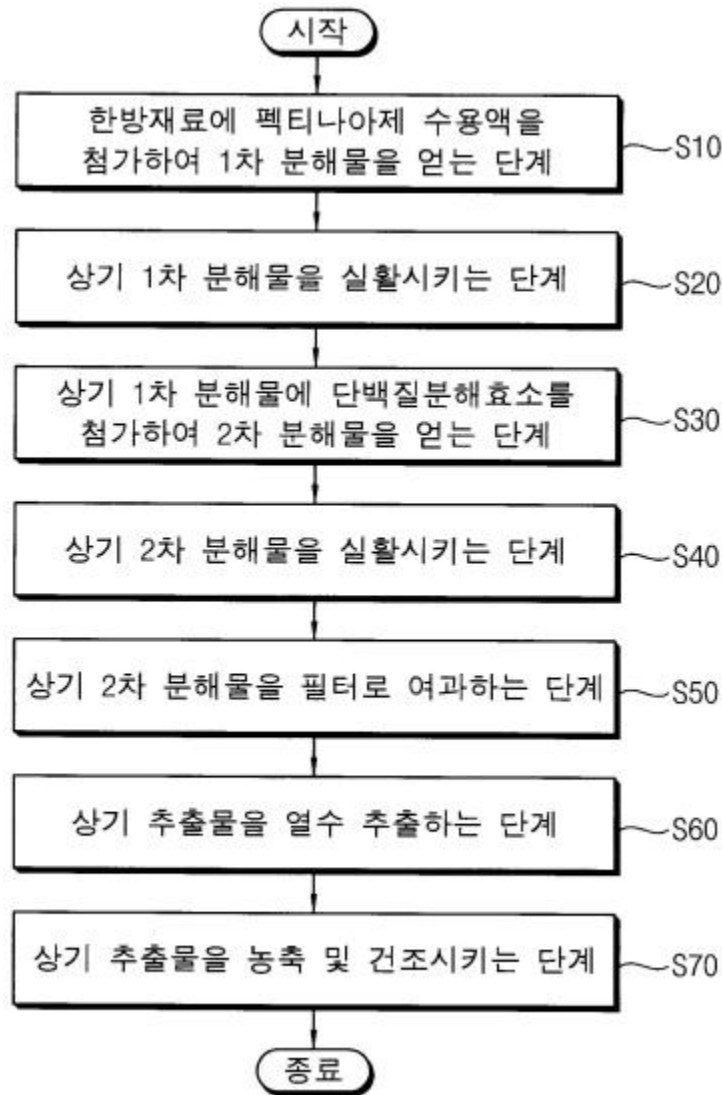 시작
한방재료에 펙티나아제 수용액을
첨가하여 1차 분해물을 얻는 단계
S10
상기 1차 분해물을 실활시키는 단계
S20
상기 1차 분해물에 단백질분해효소를
첨가하여 2차 분해물을 얻는 단계
S30
상기 2차 분해물을 실활시키는 단계
S40
상기 2차 분해물을 필터로 여과하는 단계
S50
상기 추출물을 열수 추출하는 단계
S60
상기 추출물을 농축 및 건조시키는 단계
S70
종료